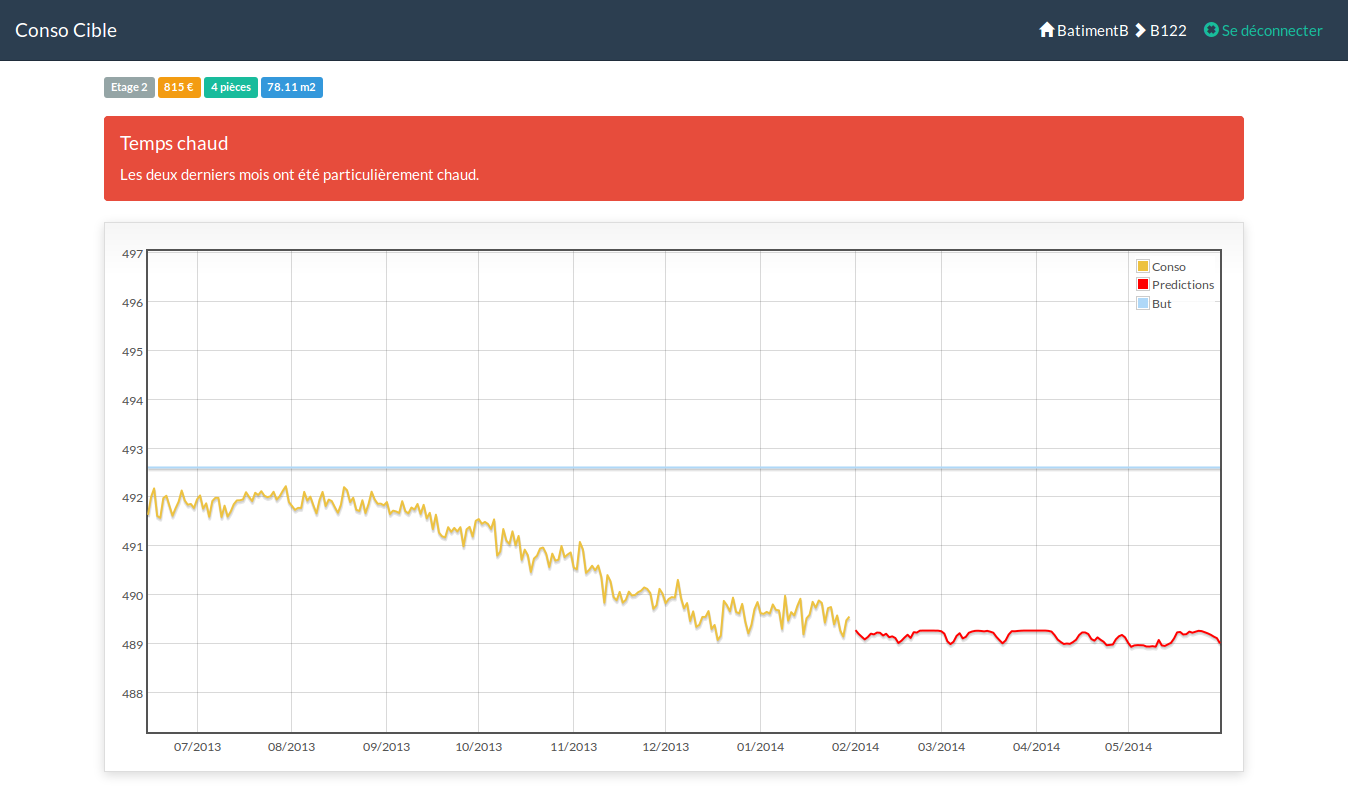 Conso Cible
BatimentB B122 Se déconnecter
Etage 2 815 € 4 pièces 78.11 m2
Temps chaud
Les deux derniers mois ont été particulièrement chaud.
497
496
495
494
493
492
491
490
489
488
Conso
Predictions
But
07/2013 08/2013 09/2013 10/2013 11/2013 12/2013 01/2014 02/2014 03/2014 04/2014 05/2014